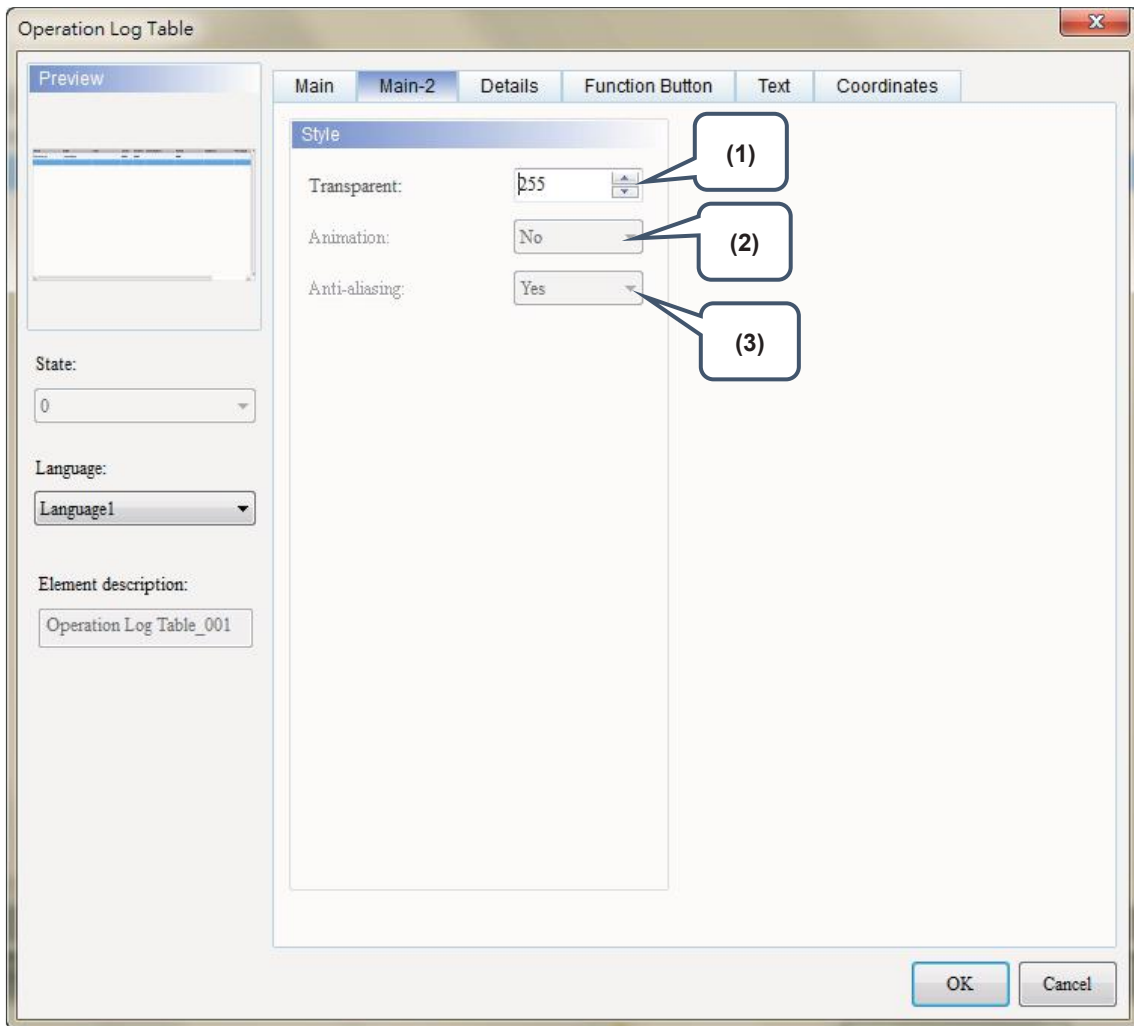 Operation Log Table
Preview
Main Main-2 Details Function Button Text Coordinates
Style
Transparent: 255
(1)
Animation: No
(2)
Anti-aliasing: Yes
(3)
State:
0
Language:
Language1
Element description:
Operation Log Table_001
OK Cancel